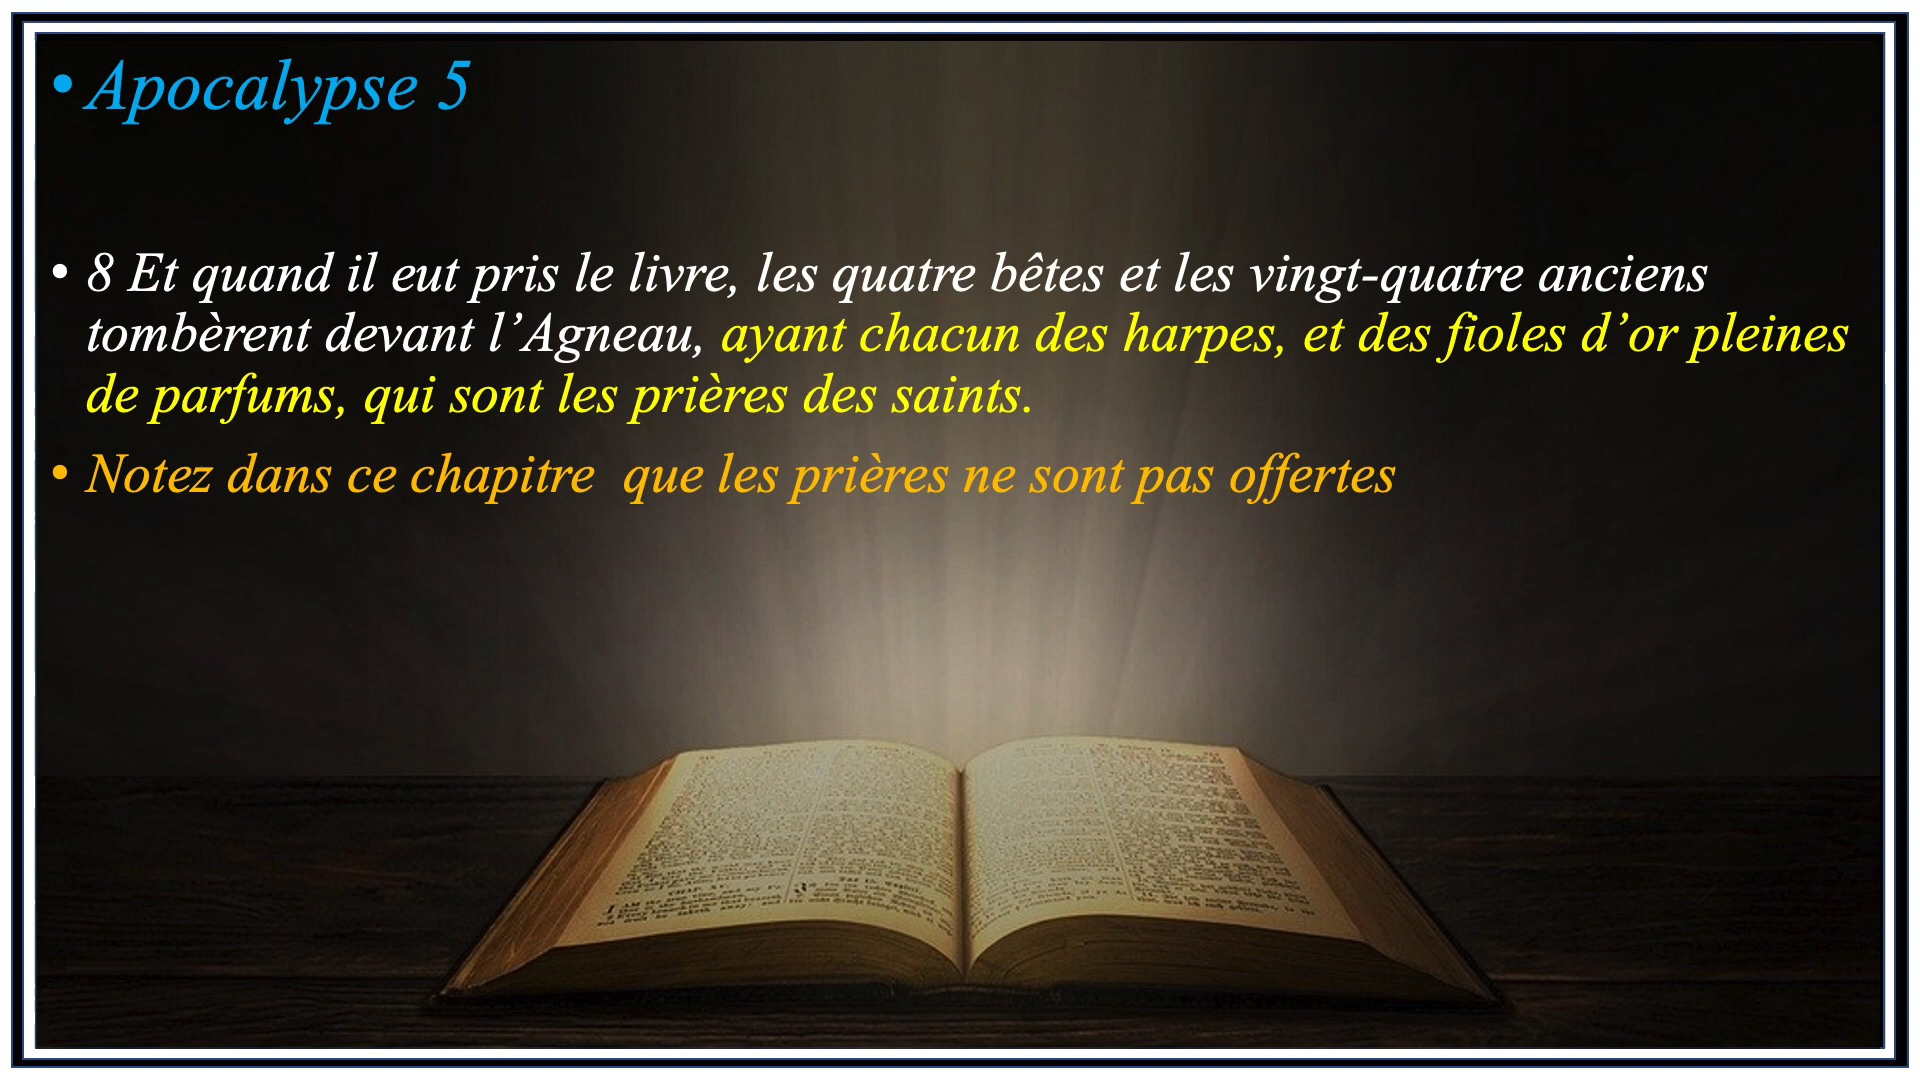 • Apocalypse 5
• 8 Et quand il eut pris le livre, les quatre bêtes et les vingt-quatre anciens
tombèrent devant l’Agneau, ayant chacun des harpes, et des fioles d’or pleines
de parfums, qui sont les prières des saints.
• Notez dans ce chapitre  que les prières ne sont pas offertes